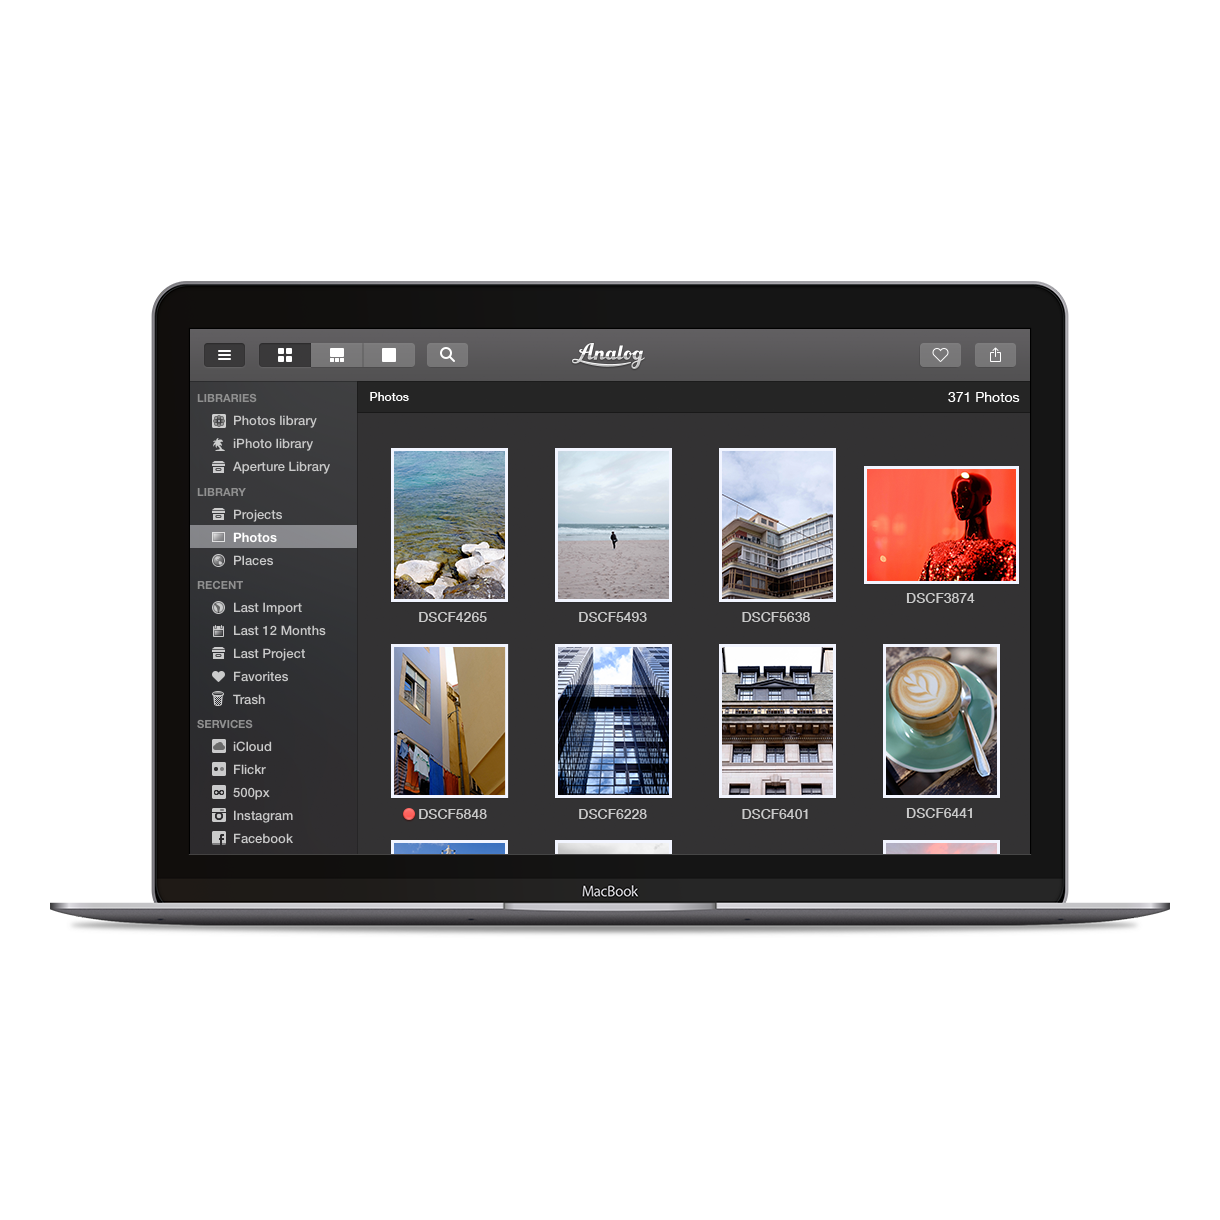 Analog
LIBRARIES
Photos library
iPhoto library
Aperture Library
LIBRARY
Projects
Photos
Places
RECENT
Last Import
Last 12 Months
Last Project
Favorites
Trash
SERVICES
iCloud
Flickr
500px
Instagram
Facebook
Photos 371 Photos
DSCF4265 DSCF5493 DSCF5638 DSCF3874
DSCF5848 DSCF6228 DSCF6401 DSCF6441
MacBook